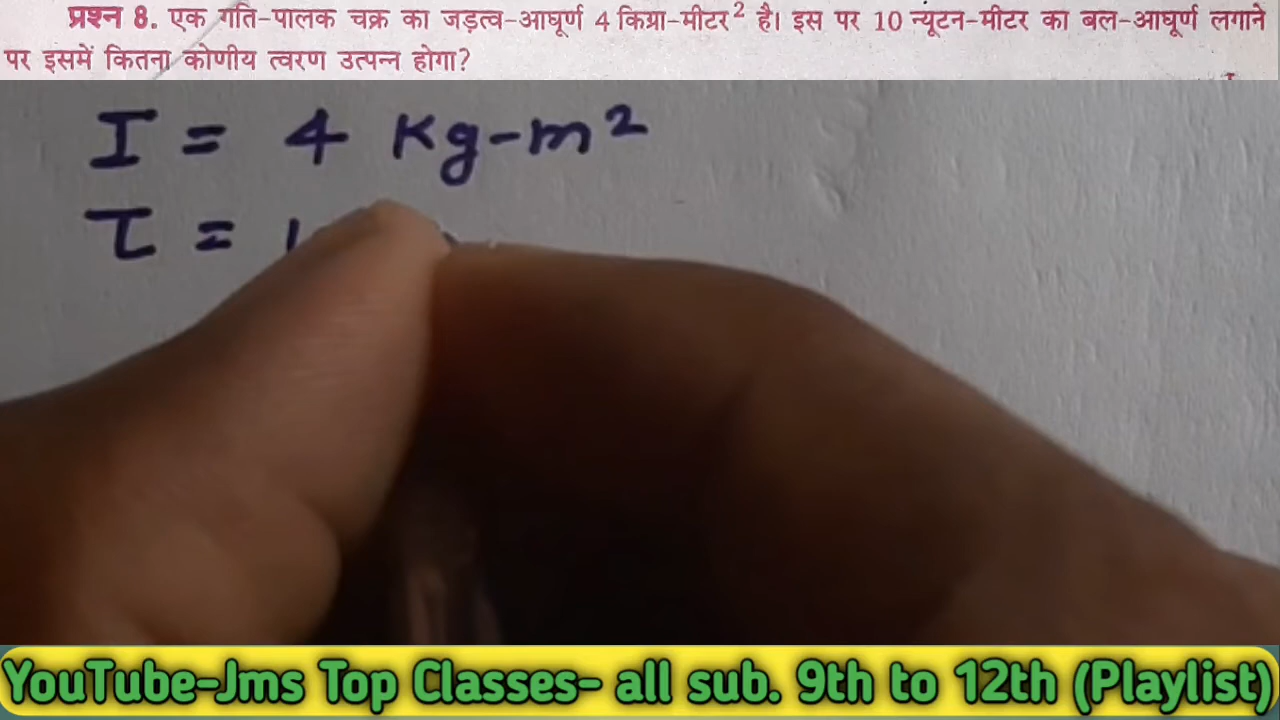 प्रश्न 8. एक गति-पालक चक्र का जड़त्व-आघूर्ण 4 किग्रा-मीटर² है। इस पर 10 न्यूटन-मीटर का बल-आघूर्ण लगाने
पर इसमें कितना कोणीय त्वरण उत्पन्न होगा?
I = 4 Kg-m²
τ = 1
YouTube-Jms Top Classes- all sub. 9th to 12th (Playlist)